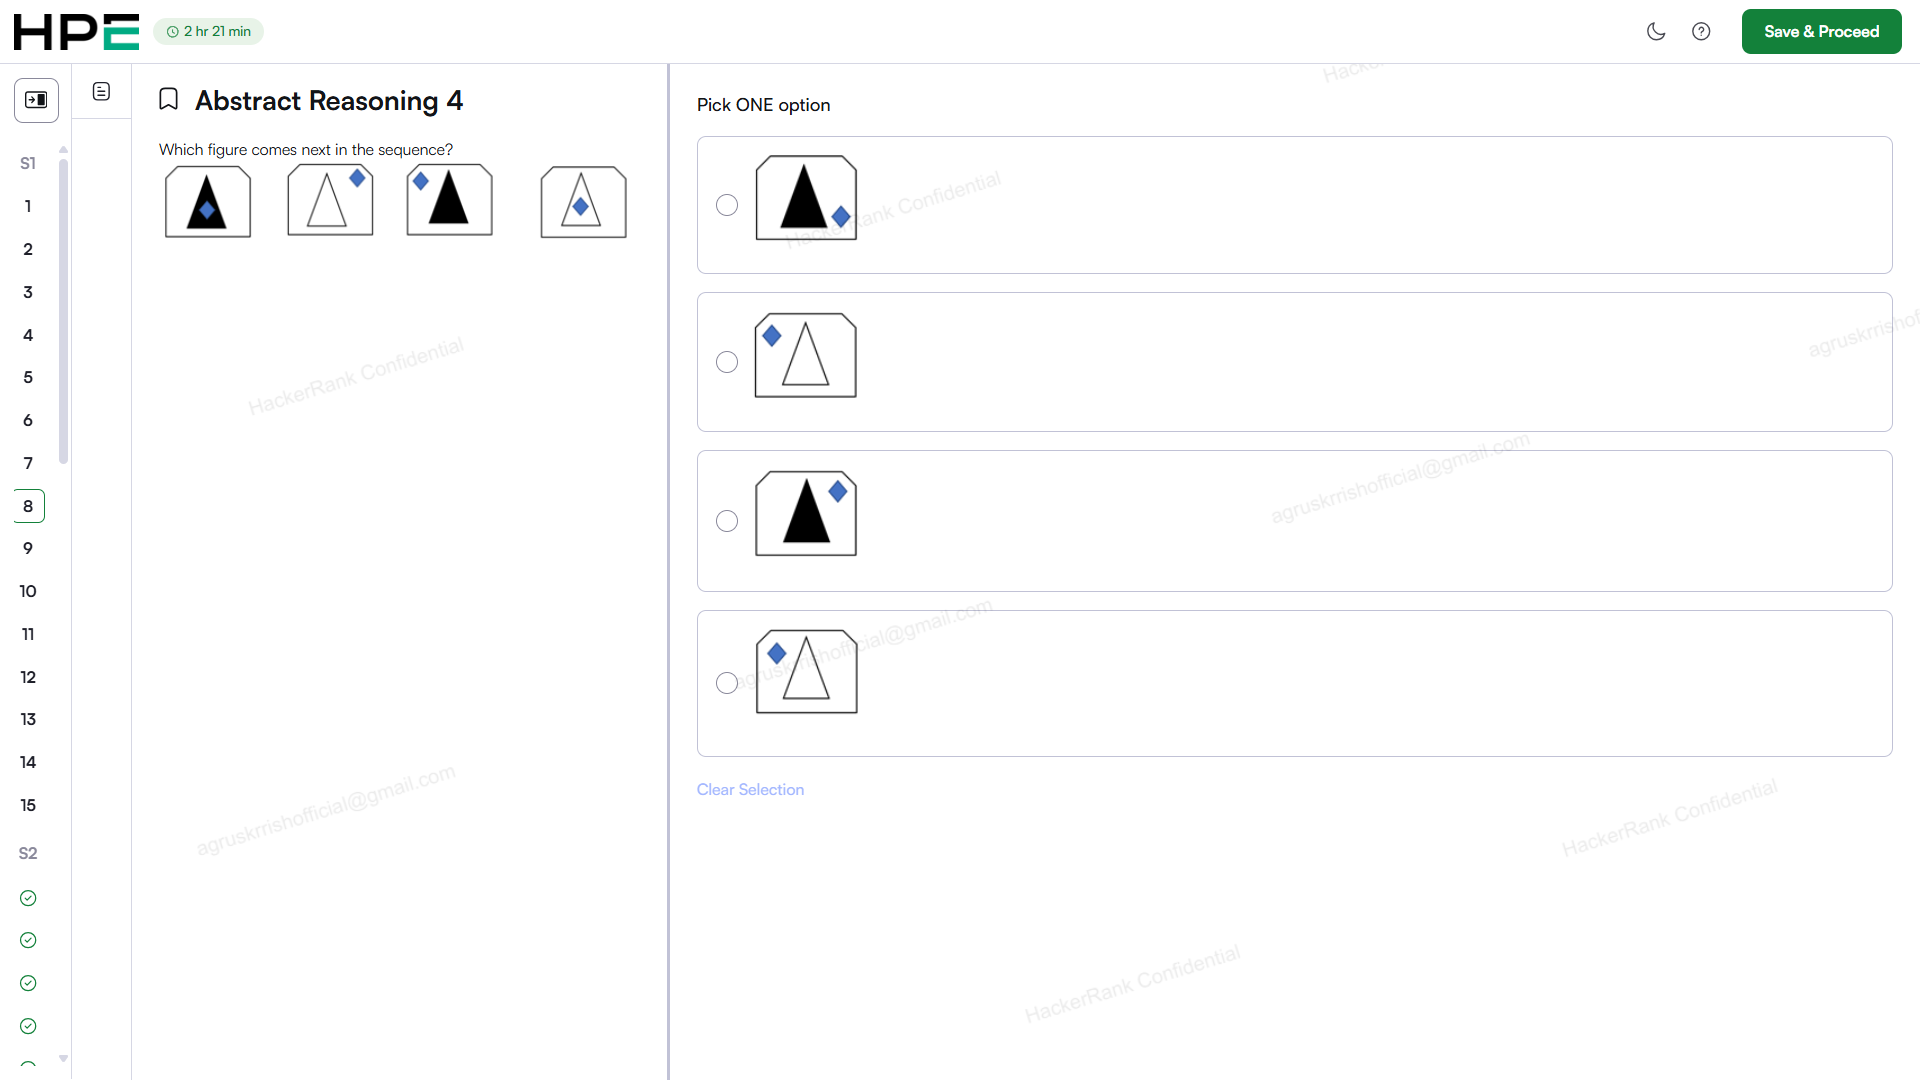 HPE
2 hr 21 min
Save & Proceed
S1
1
2
3
4
5
6
7
8
9
10
11
12
13
14
15
S2
Abstract Reasoning 4
Which figure comes next in the sequence?
Pick ONE option
Clear Selection
HackerRank Confidential
HackerRank Confidential
agruskrrishofficial@gmail.com
agruskrrishofficial@gmail.com
agruskrrishofficial@gmail.com
HackerRank Confidential
HackerRank Confidential